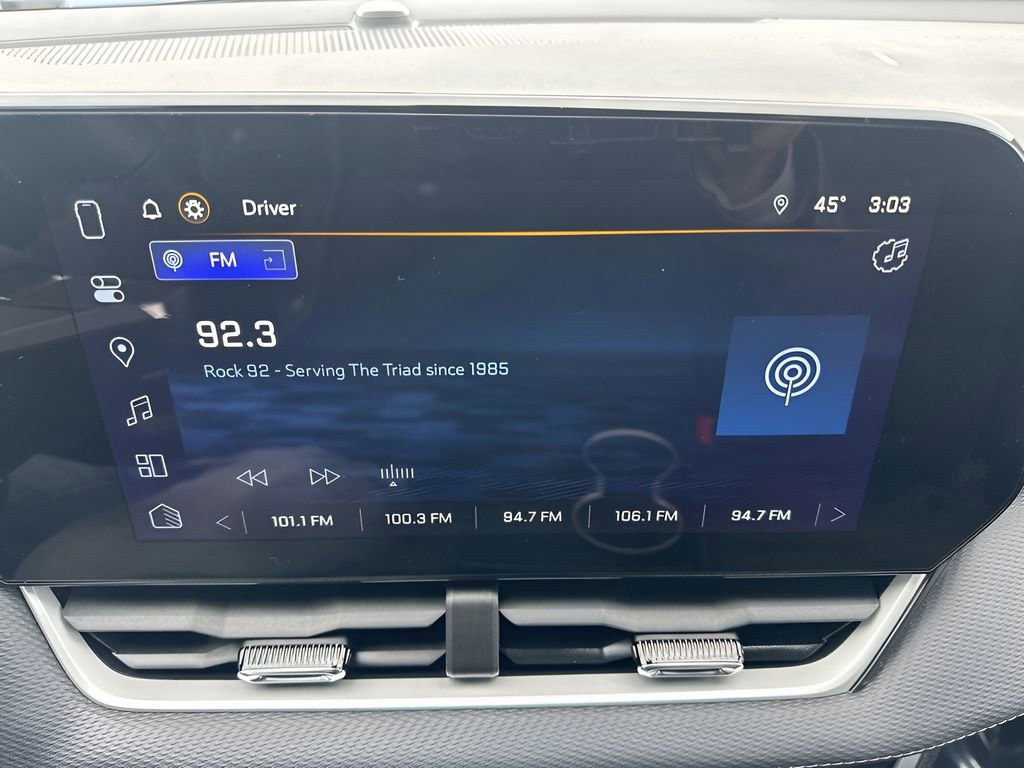 Driver
45° 3:03
FM
92.3
Rock 92 - Serving The Triad since 1985
101.1 FM 100.3 FM 94.7 FM 106.1 FM 94.7 FM